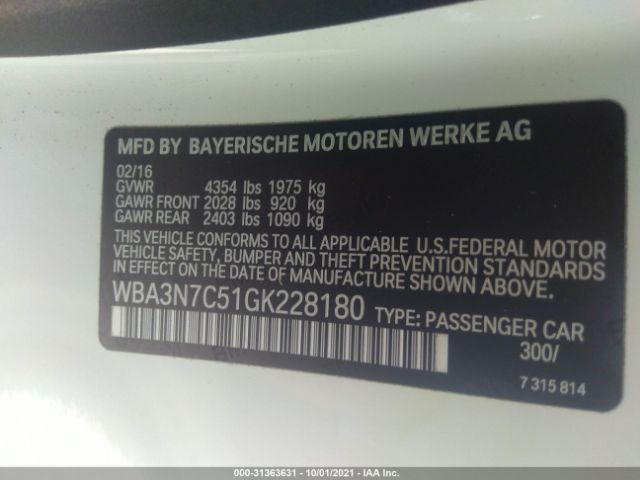 MFD BY BAYERISCHE MOTOREN WERKE AG
02/16
GVWR 4354 lbs 1975 kg
GAWR FRONT 2028 lbs 920 kg
GAWR REAR 2403 lbs 1090 kg
THIS VEHICLE CONFORMS TO ALL APPLICABLE U.S.FEDERAL MOTOR
VEHICLE SAFETY, BUMPER AND THEFT PREVENTION STANDARDS
IN EFFECT ON THE DATE OF MANUFACTURE SHOWN ABOVE.
WBA3N7C51GK228180 TYPE: PASSENGER CAR
300/
7 315 814
000-31363631 - 10/01/2021 - IAA Inc.